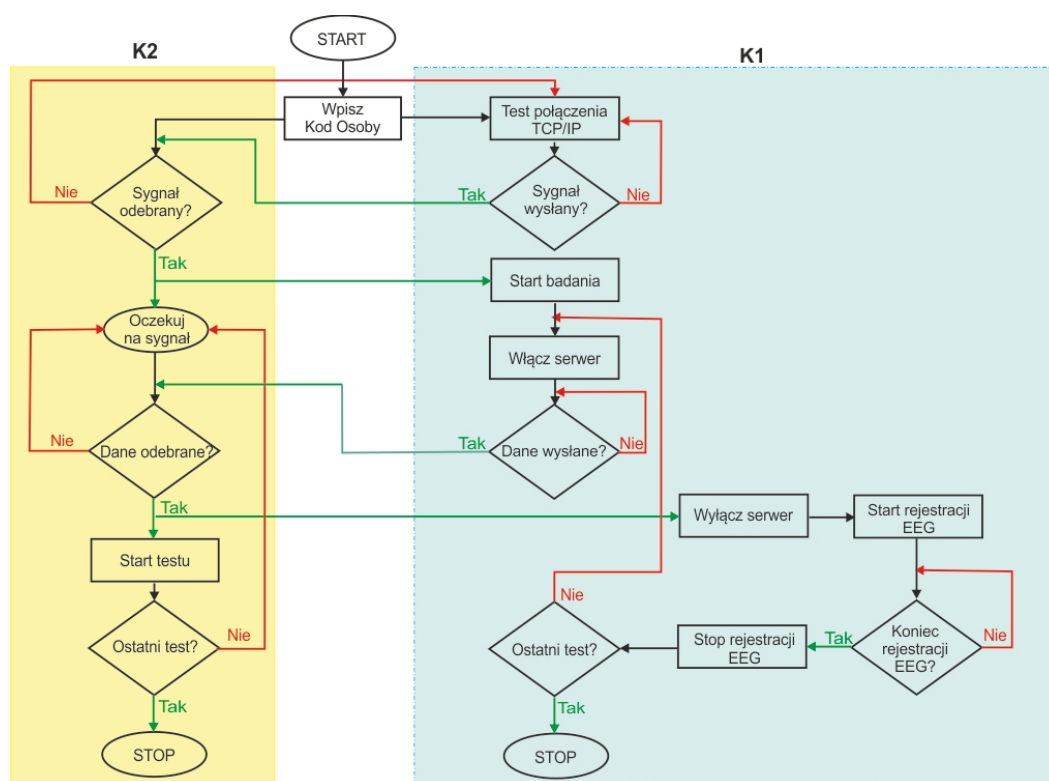 START
K2
K1
Wpisz
Kod Osoby
Test połączenia
TCP/IP
Nie
Sygnał
odebrany?
Tak
Sygnał
wysłany?
Nie
Tak
Start badania
Oczekuj
na sygnał
Włącz serwer
Nie
Dane odebrane?
Tak
Dane wysłane?
Nie
Tak
Wyłącz serwer
Start rejestracji
EEG
Start testu
Nie
Ostatni test?
Nie
Ostatni test?
Stop rejestracji
EEG
Tak
Koniec
rejestracji
EEG?
Nie
Tak
Tak
STOP
STOP